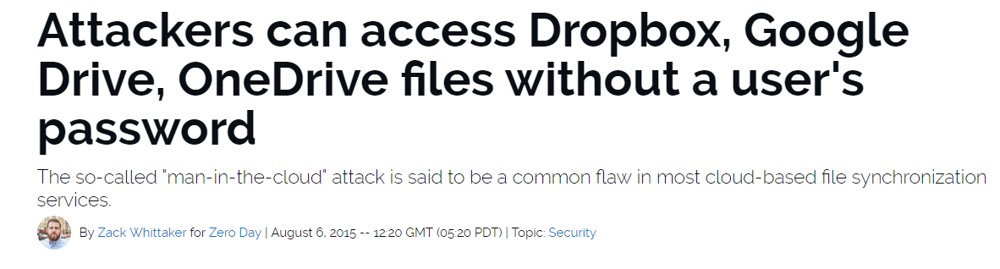 Attackers can access Dropbox, Google
Drive, OneDrive files without a user's
password
The so-called "man-in-the-cloud" attack is said to be a common flaw in most cloud-based file synchronization
services.
By Zack Whittaker for Zero Day | August 6, 2015 -- 12:20 GMT (05:20 PDT) | Topic: Security